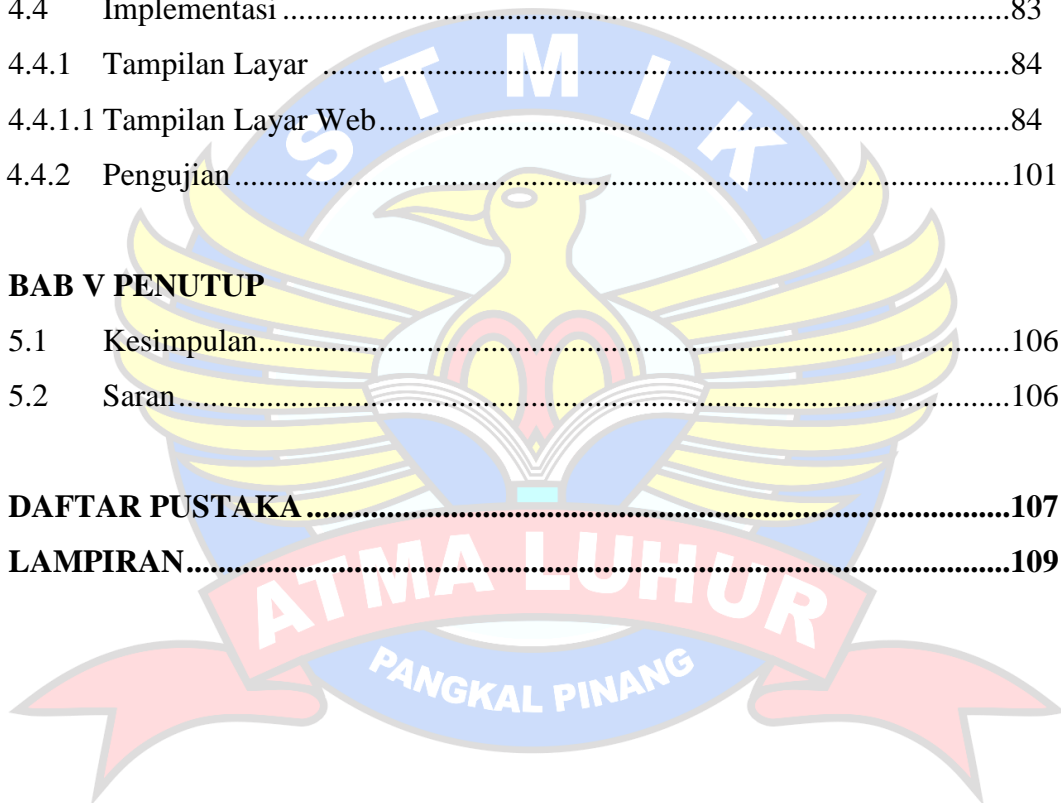 4.4 Implementasi ........................................................................................83
4.4.1 Tampilan Layar ..................................................................................84
4.4.1.1 Tampilan Layar Web............................................................................84
4.4.2 Pengujian..............................................................................................101
BAB V PENUTUP
5.1 Kesimpulan...........................................................................................106
5.2 Saran.....................................................................................................106
DAFTAR PUSTAKA.....................................................................................107
LAMPIRAN....................................................................................................109
STMIK
ATMA LUHUR
PANGKAL PINANG